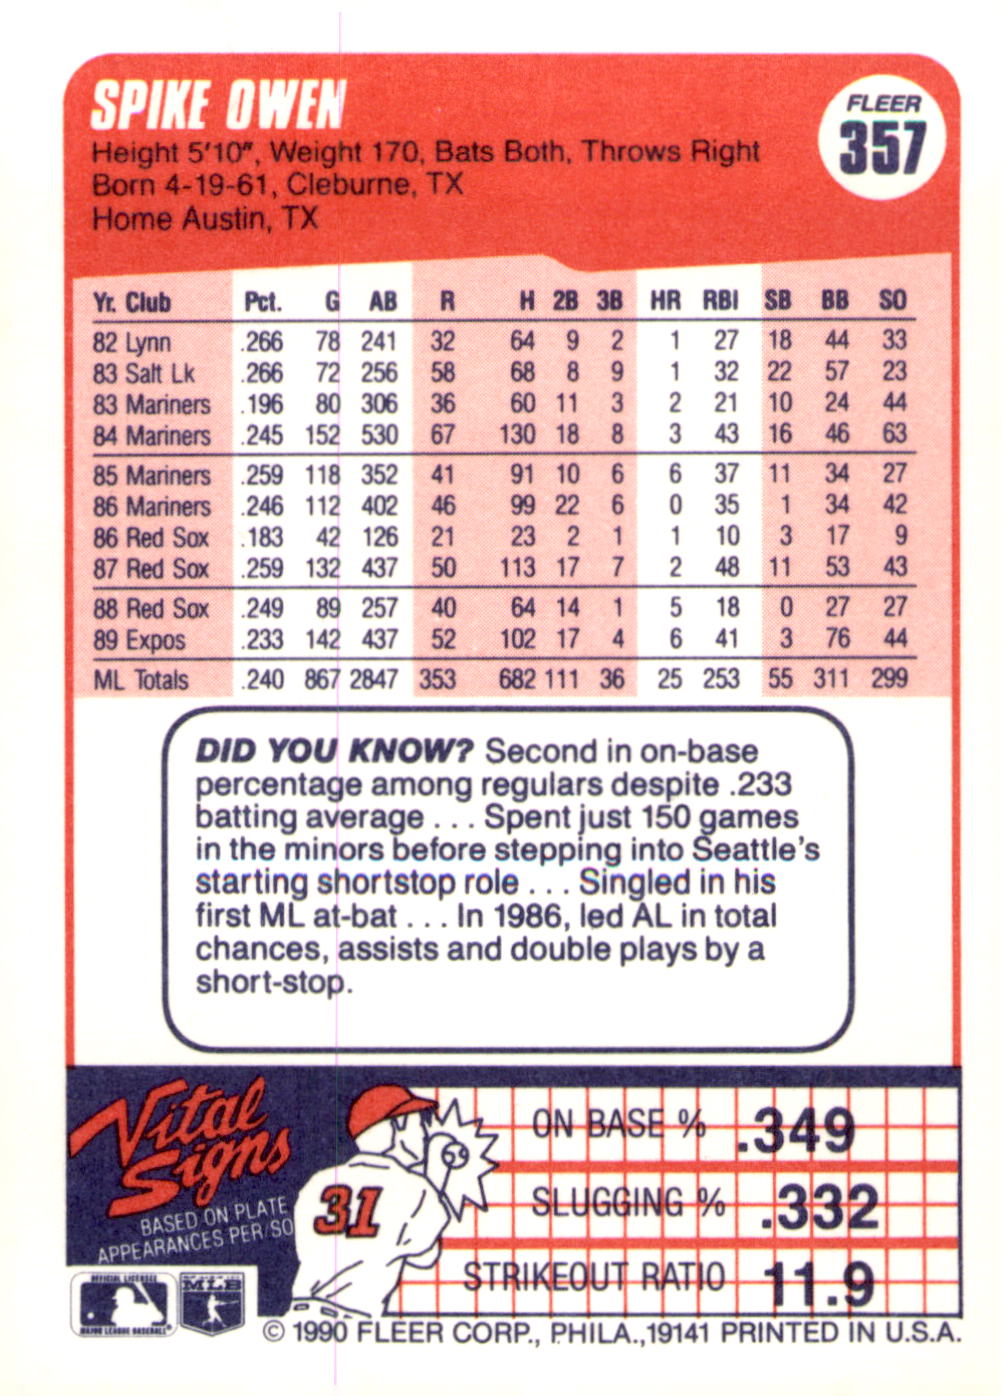 SPIKE OWEN
FLEER
357
Height 5'10", Weight 170, Bats Both, Throws Right
Born 4-19-61, Cleburne, TX
Home Austin, TX
Yr. Club Pct. G AB R H 2B 3B HR RBI SB BB SO
82 Lynn .266 78 241 32 64 9 2 1 27 18 44 33
83 Salt Lk .266 72 256 58 68 8 9 1 32 22 57 23
83 Mariners .196 80 306 36 60 11 3 2 21 10 24 44
84 Mariners .245 152 530 67 130 18 8 3 43 16 46 63
85 Mariners .259 118 352 41 91 10 6 6 37 11 34 27
86 Mariners .246 112 402 46 99 22 6 0 35 1 34 42
86 Red Sox .183 42 126 21 23 2 1 1 10 3 17 9
87 Red Sox .259 132 437 50 113 17 7 2 48 11 53 43
88 Red Sox .249 89 257 40 64 14 1 5 18 0 27 27
89 Expos .233 142 437 52 102 17 4 6 41 3 76 44
ML Totals .240 867 2847 353 682 111 36 25 253 55 311 299
DID YOU KNOW? Second in on-base
percentage among regulars despite .233
batting average . . . Spent just 150 games
in the minors before stepping into Seattle's
starting shortstop role . . . Singled in his
first ML at-bat . . . In 1986, led AL in total
chances, assists and double plays by a
short-stop.
Vital
Signs
BASED ON PLATE
APPEARANCES PER/SO
31
ON BASE % .349
SLUGGING % .332
STRIKEOUT RATIO 11.9
OFFICIAL LICENSEE
MAJOR LEAGUE BASEBALL
MLB
© 1990 FLEER CORP., PHILA.,19141 PRINTED IN U.S.A.